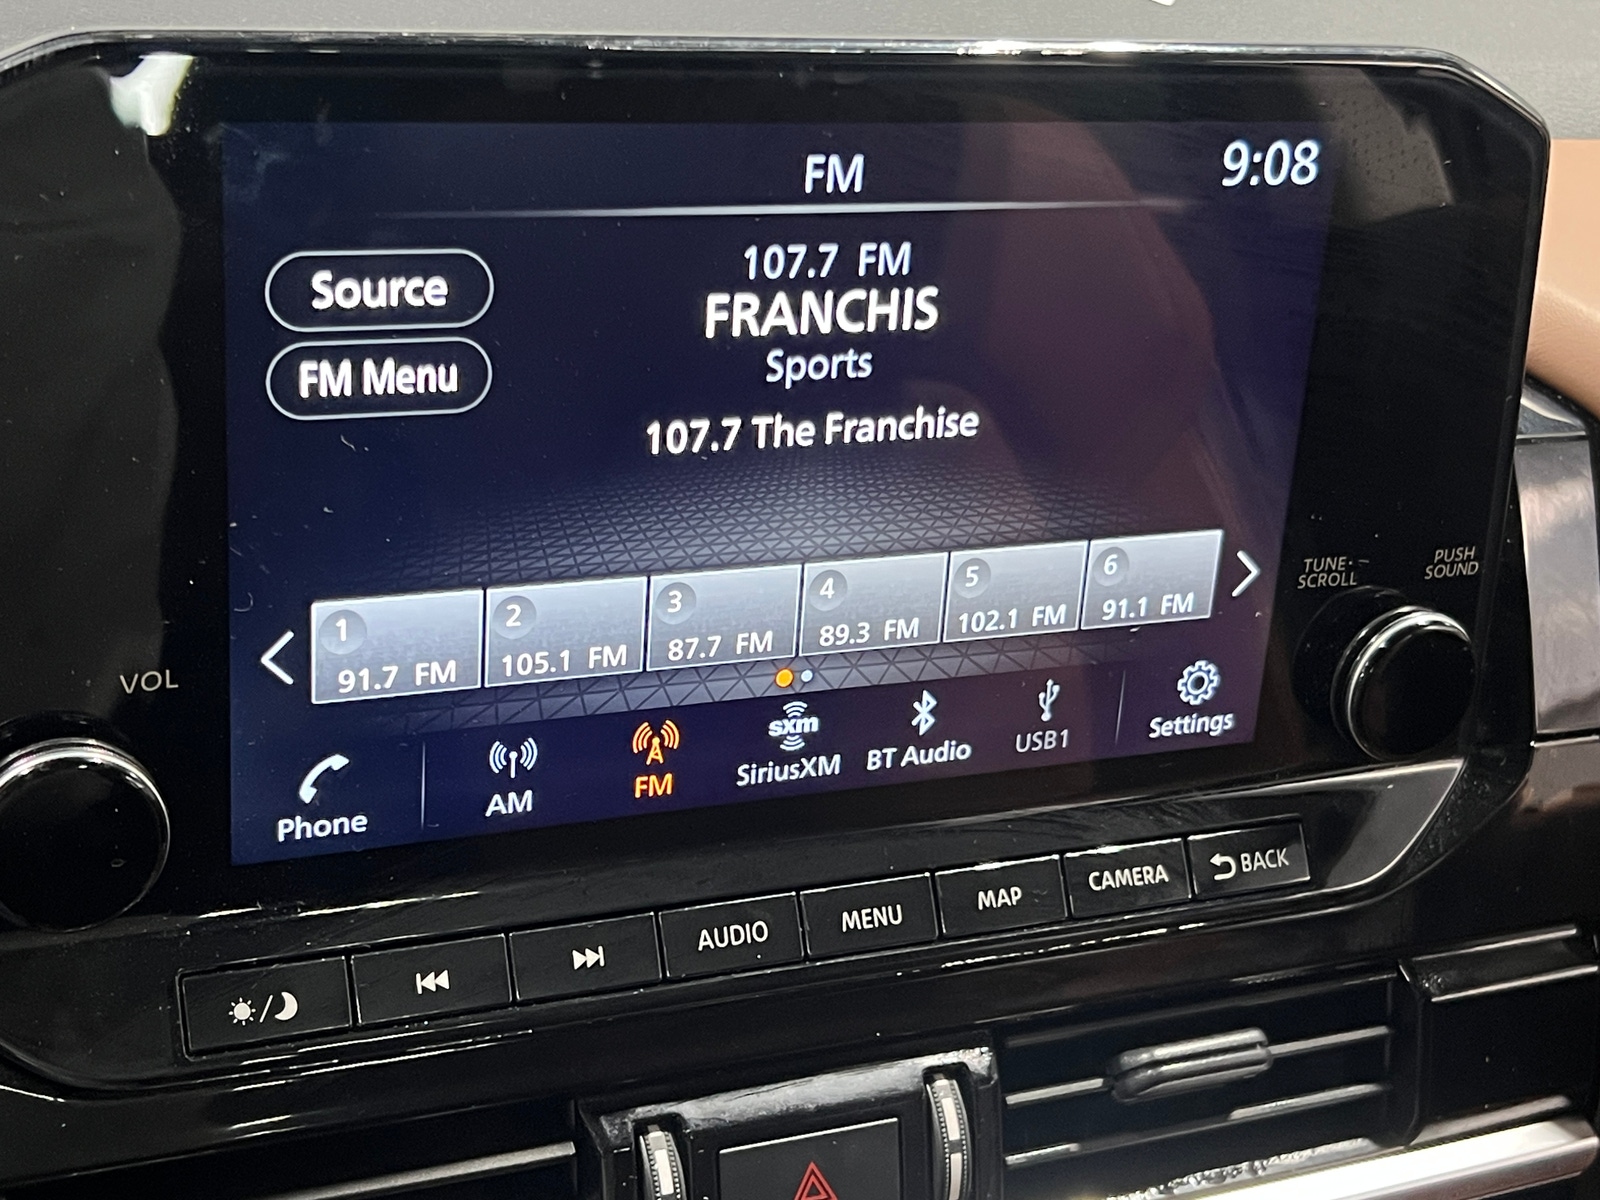 FM
9:08
Source
FM Menu
107.7 FM
FRANCHIS
Sports
107.7 The Franchise
1
91.7 FM
2
105.1 FM
3
87.7 FM
4
89.3 FM
5
102.1 FM
6
91.1 FM
Phone
AM
FM
sxm
SiriusXM
BT Audio
USB1
Settings
VOL
TUNE·
SCROLL
PUSH
SOUND
AUDIO
MENU
MAP
CAMERA
BACK